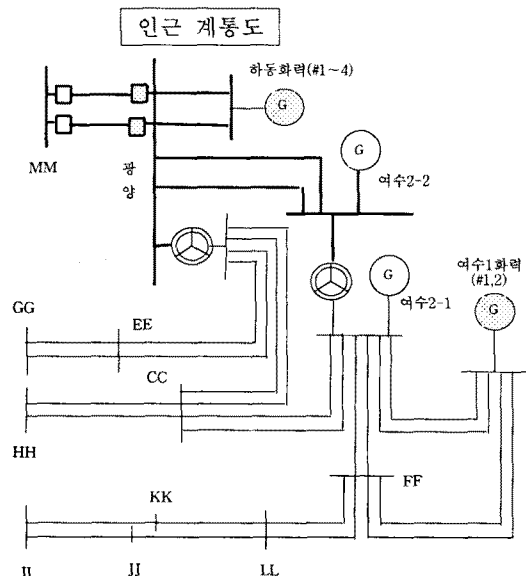 인근 계통도
하동화력(#1~4)
G
MM
광
양
G
여수2-2
G
여수2-1
여수1화력
(#1,2)
G
GG
EE
CC
HH
FF
KK
II
JJ
LL